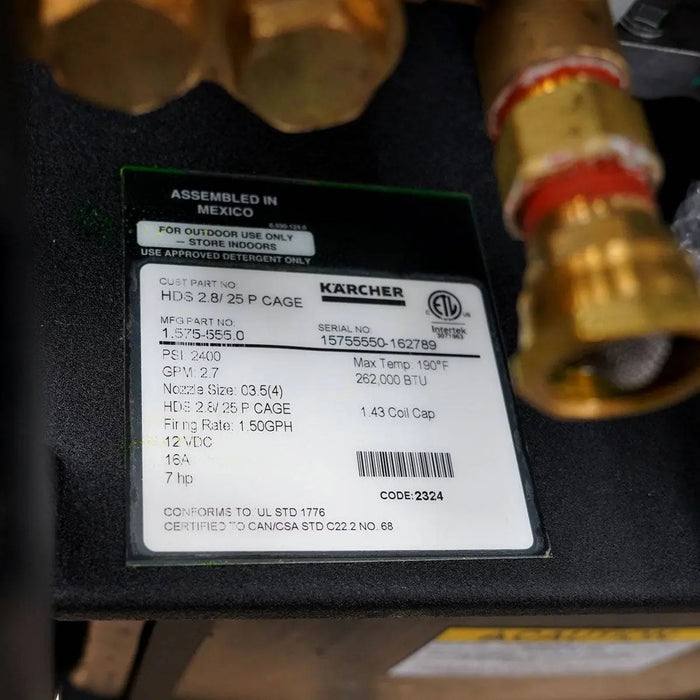 ASSEMBLED IN
MEXICO
FOR OUTDOOR USE ONLY
— STORE INDOORS
USE APPROVED DETERGENT ONLY
CUST PART NO:
HDS 2.8/ 25 P CAGE
KÄRCHER
MFG PART NO:
1.575-555.0
SERIAL NO:
15755550-162789
ETL
US
Intertek
PSI: 2400
GPM: 2.7
Nozzle Size: 03.5(4)
HDS 2.8/ 25 P CAGE
Firing Rate: 1.50GPH
12 VDC
16A
7 hp
Max Temp: 190°F
262,000 BTU
1.43 Coil Cap
CODE:2324
CONFORMS TO UL STD 1776
CERTIFIED TO CAN/CSA STD C22.2 NO. 68